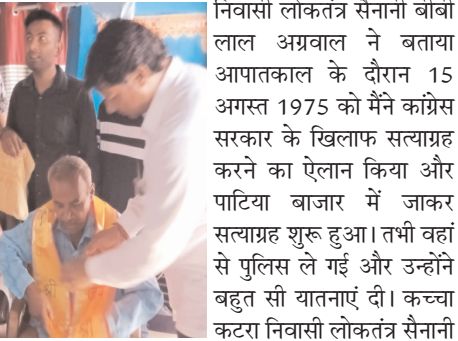 निवासी लोकतंत्र सैनानी बीबी
लाल अग्रवाल ने बताया
आपातकाल के दौरान 15
अगस्त 1975 को मैंने कांग्रेस
सरकार के खिलाफ सत्याग्रह
करने का ऐलान किया और
पाटिया बाजार में जाकर
सत्याग्रह शुरू हुआ। तभी वहां
से पुलिस ले गई और उन्होंने
बहुत सी यातनाएं दी। कच्चा
कटरा निवासी लोकतंत्र सैनानी